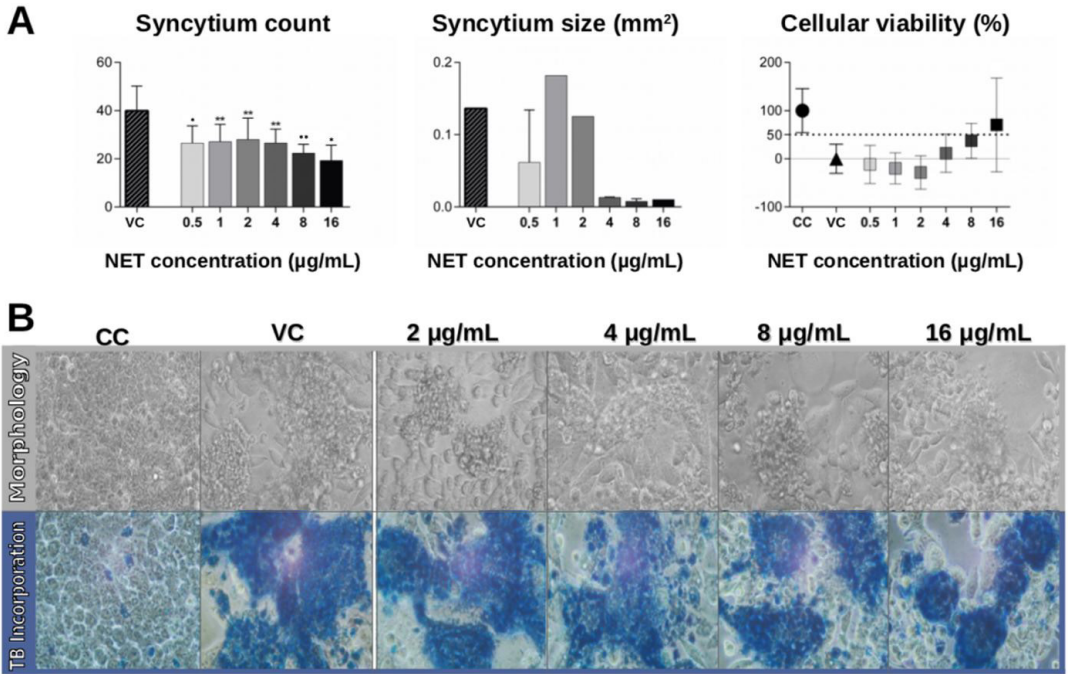 A
Syncytium count
Syncytium size (mm²)
Cellular viability (%)
60
40
20
0
• ** ** ** •• •
VC 0.5 1 2 4 8 16
NET concentration (µg/mL)
0.2
0.1
0.0
VC 0.5 1 2 4 8 16
NET concentration (µg/mL)
200
100
50
0
-100
CC VC 0.5 1 2 4 8 16
NET concentration (µg/mL)
B
CC VC 2 µg/mL 4 µg/mL 8 µg/mL 16 µg/mL
Morphology
TB Incorporation